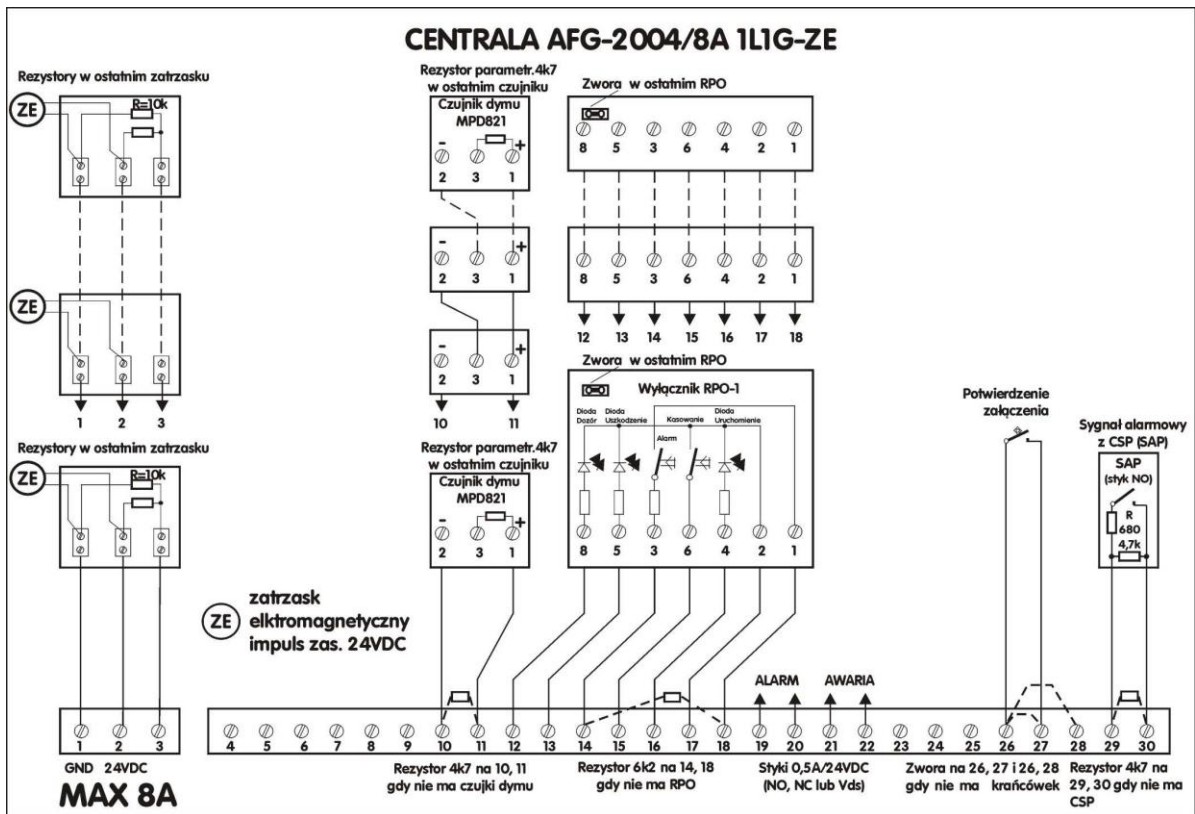 CENTRALA AFG-2004/8A 1L1G-ZE
Rezystory w ostatnim zatrzasku
ZE
R=10k
ZE
1 2 3
Rezystory w ostatnim zatrzasku
ZE
R=10k
Rezystor parametr.4k7
w ostatnim czujniku
Czujnik dymu
MPD821
- +
2 3 1
- +
2 3 1
- +
2 3 1
10 11
Rezystor parametr.4k7
w ostatnim czujniku
Czujnik dymu
MPD821
- +
2 3 1
Zwora w ostatnim RPO
8 5 3 6 4 2 1
8 5 3 6 4 2 1
12 13 14 15 16 17 18
Zwora w ostatnim RPO
Wyłącznik RPO-1
Dioda
Dozór
Dioda
Uszkodzenie
Alarm
Kasowanie
Dioda
Uruchomienie
8 5 3 6 4 2 1
Potwierdzenie
załączenia
Sygnał alarmowy
z CSP (SAP)
SAP
(styk NO)
R
680
4,7k
ZE
zatrzask
elktromagnetyczny
impuls zas. 24VDC
ALARM AWARIA
1 2 3
4 5 6 7 8 9 10 11 12 13 14 15 16 17 18 19 20 21 22 23 24 25 26 27 28 29 30
GND 24VDC
MAX 8A
Rezystor 4k7 na 10, 11
gdy nie ma czujki dymu
Rezystor 6k2 na 14, 18
gdy nie ma RPO
Styki 0,5A/24VDC
(NO, NC lub Vds)
Zwora na 26, 27 i 26, 28
gdy nie ma krańcówek
Rezystor 4k7 na
29, 30 gdy nie ma
CSP